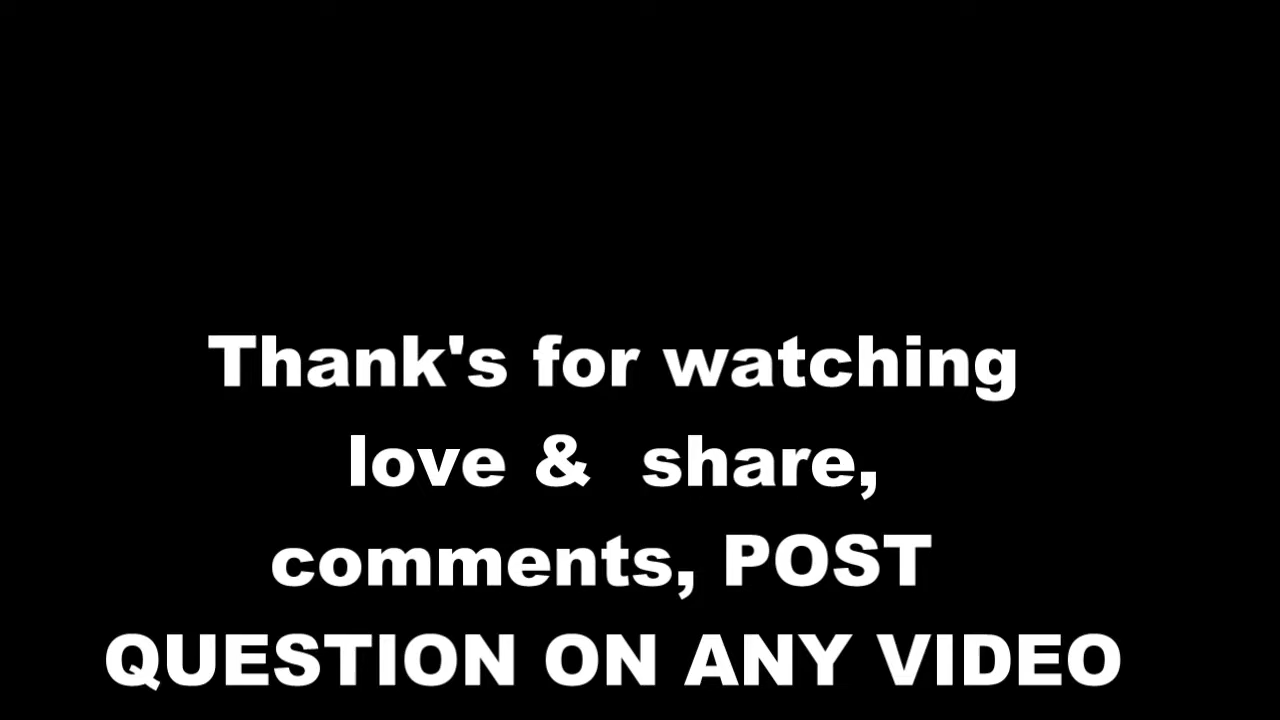 Thank's for watching
love &  share,
comments, POST
QUESTION ON ANY VIDEO